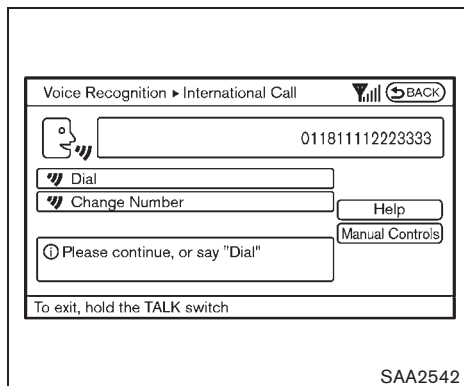 Voice Recognition ▸ International Call BACK
011811112223333
Dial
Change Number
Help
Manual Controls
Please continue, or say "Dial"
To exit, hold the TALK switch
SAA2542